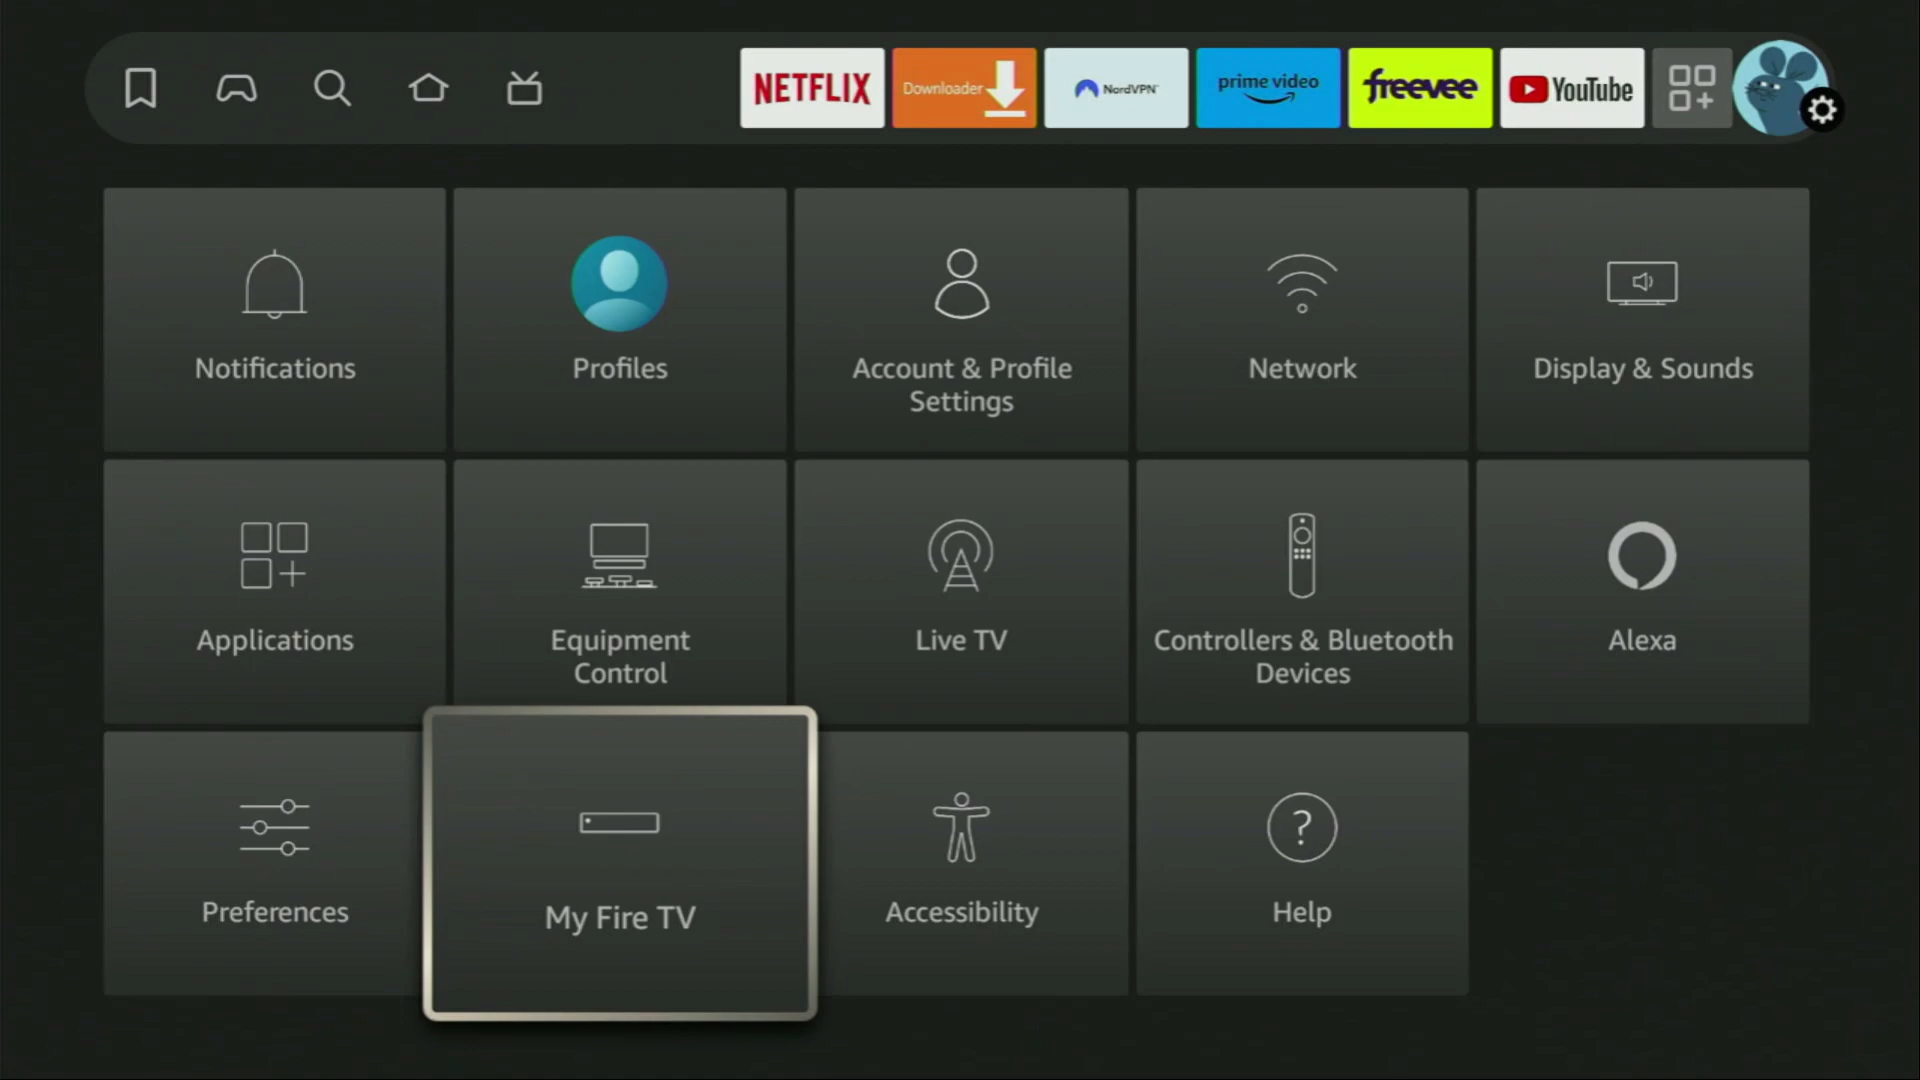 NETFLIX
Downloader
NordVPN
prime video
freevee
YouTube
Notifications
Profiles
Account & Profile
Settings
Network
Display & Sounds
Applications
Equipment
Control
Live TV
Controllers & Bluetooth
Devices
Alexa
Preferences
My Fire TV
Accessibility
?
Help